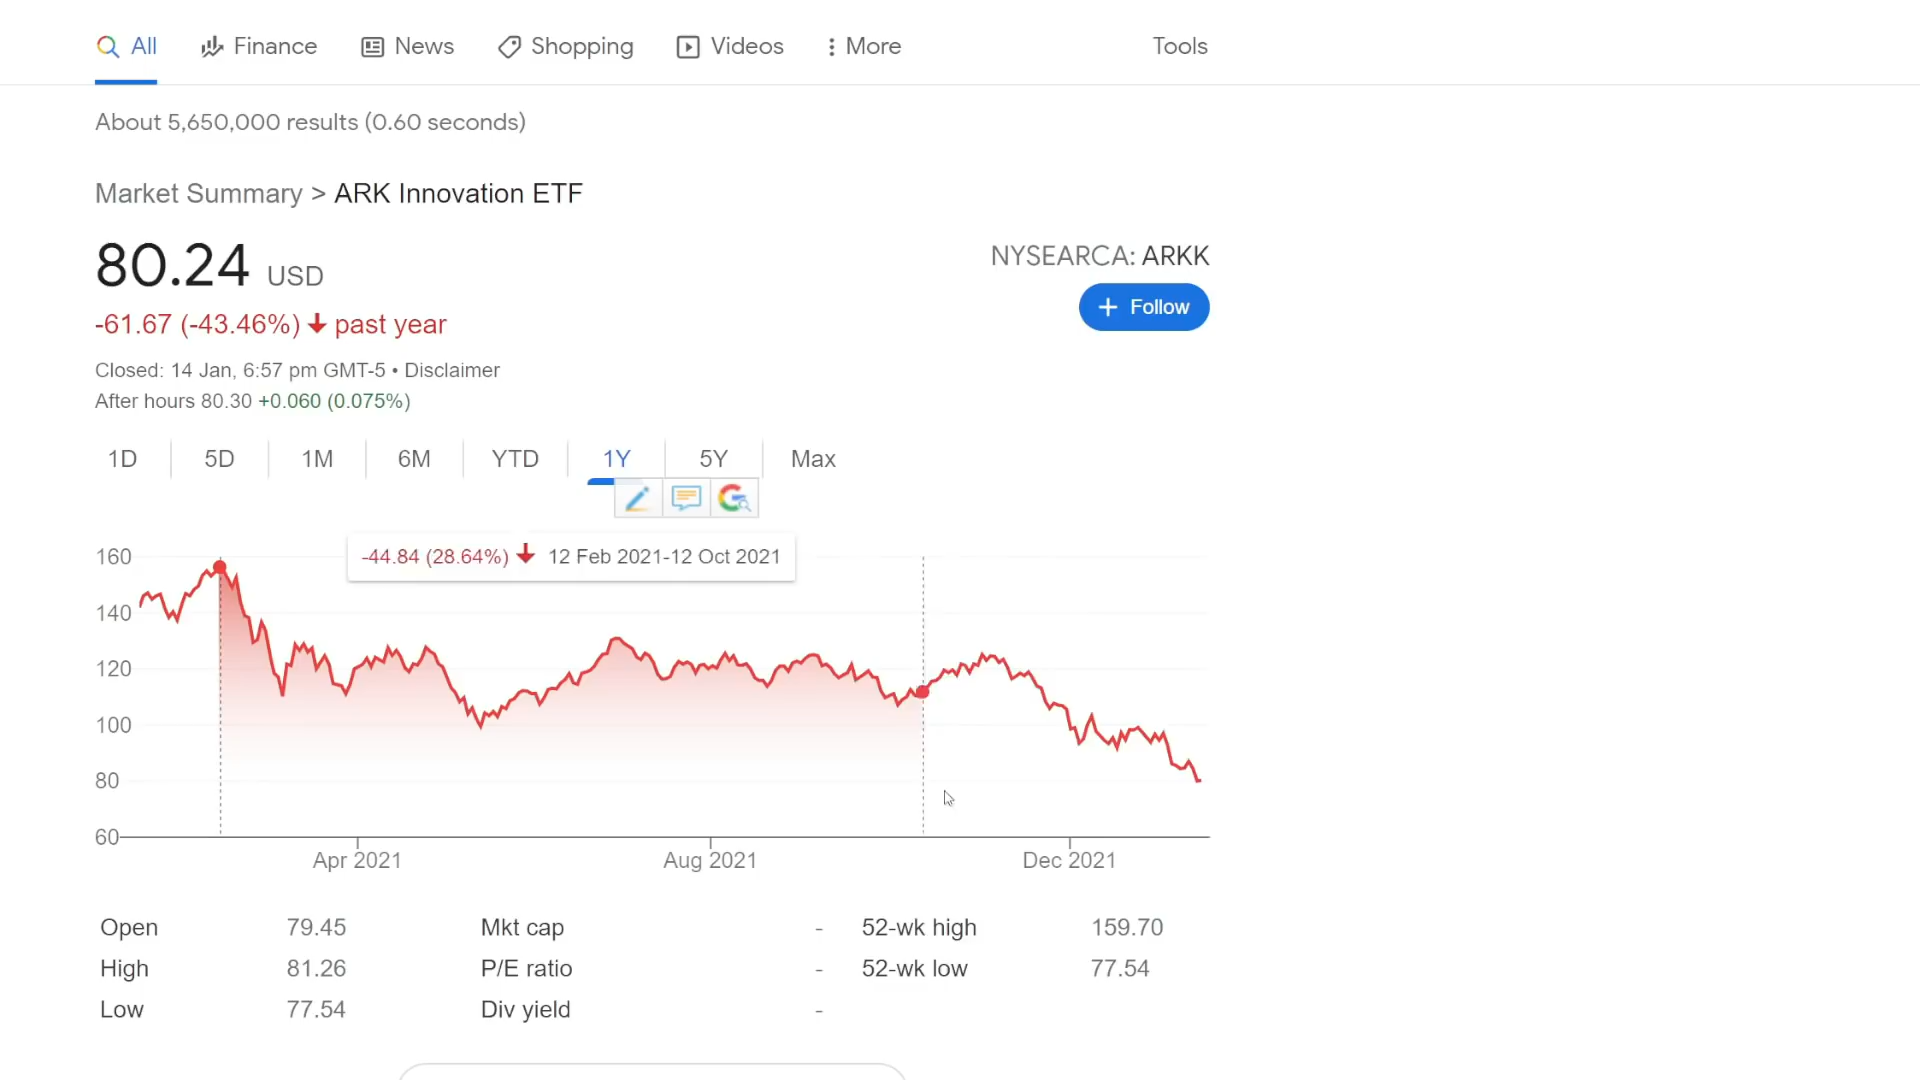 All Finance News Shopping Videos More Tools
About 5,650,000 results (0.60 seconds)
Market Summary > ARK Innovation ETF
80.24 USD
NYSEARCA: ARKK
+ Follow
-61.67 (-43.46%) past year
Closed: 14 Jan, 6:57 pm GMT-5 • Disclaimer
After hours 80.30 +0.060 (0.075%)
1D 5D 1M 6M YTD 1Y 5Y Max
-44.84 (28.64%) 12 Feb 2021-12 Oct 2021
160
140
120
100
80
60
Apr 2021 Aug 2021 Dec 2021
Open 79.45 Mkt cap - 52-wk high 159.70
High 81.26 P/E ratio - 52-wk low 77.54
Low 77.54 Div yield -